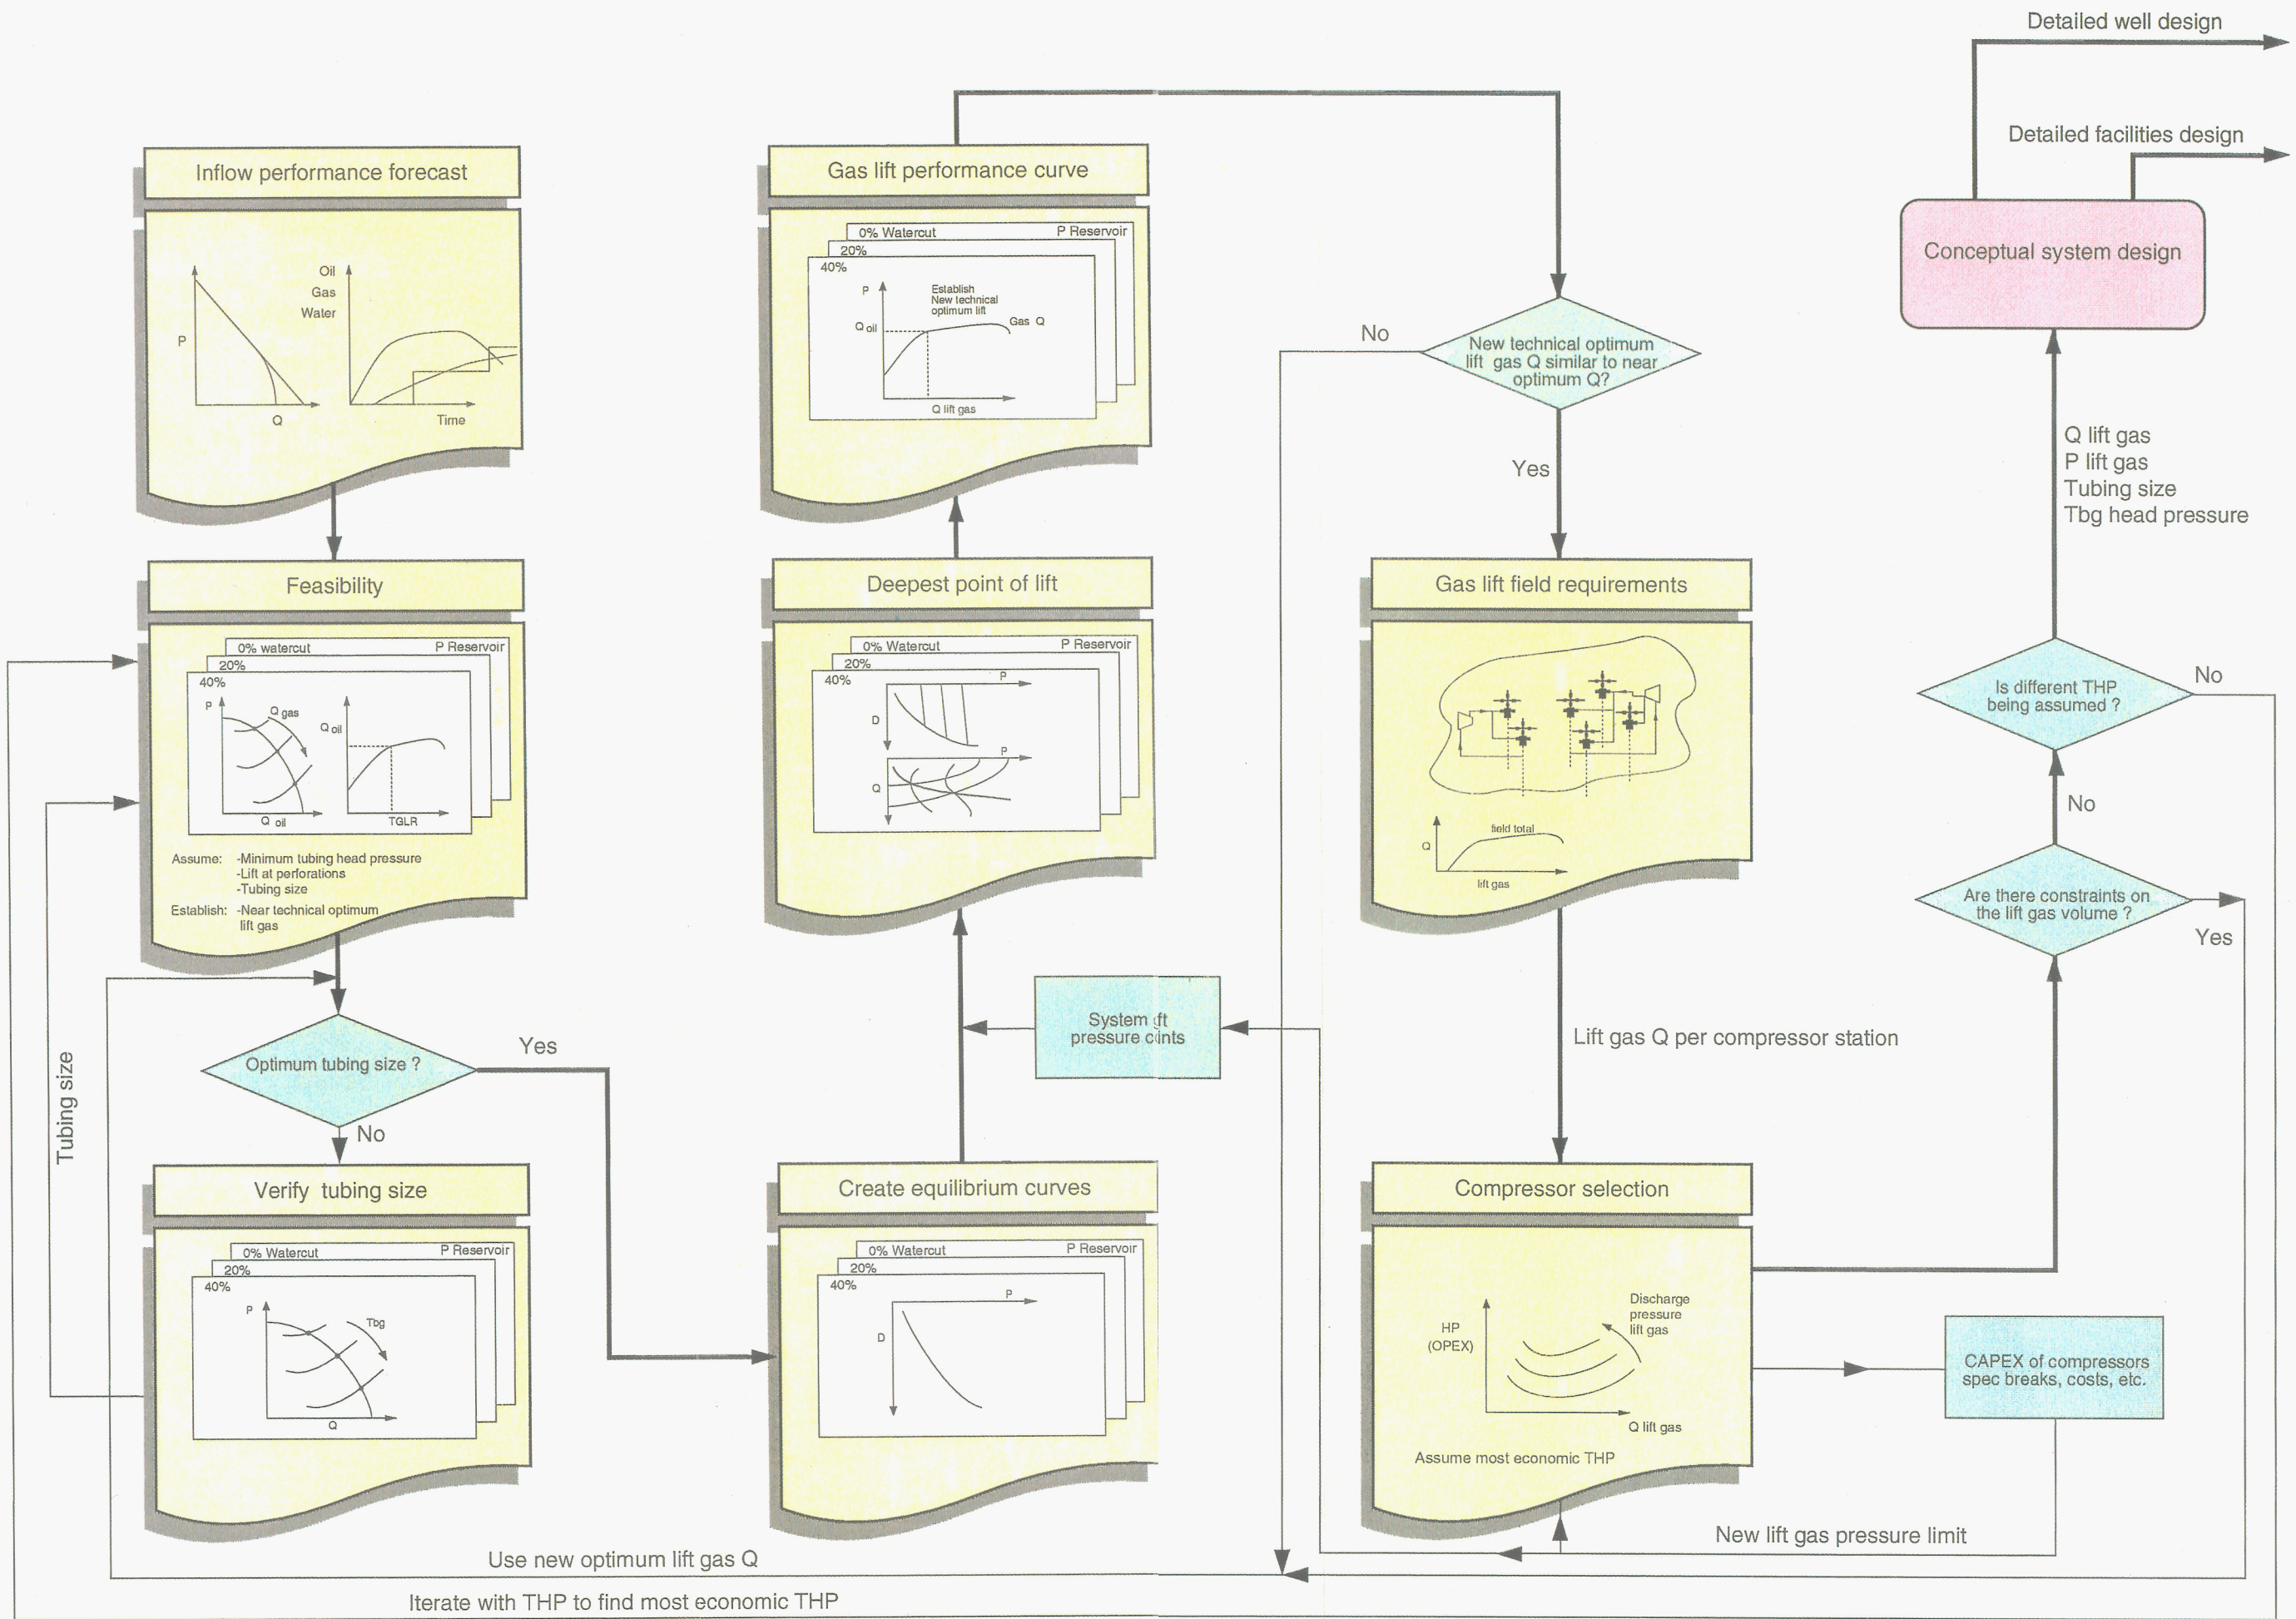 Detailed well design
Detailed facilities design
Conceptual system design
Q lift gas
P lift gas
Tubing size
Tbg head pressure
Inflow performance forecast
P
Q
Oil
Gas
Water
Time
Feasibility
0% watercut P Reservoir
20%
40%
P
Q gas
Q oil
Q oil
TGLR
Assume: -Minimum tubing head pressure
-Lift at perforations
-Tubing size
Establish: -Near technical optimum
lift gas
Optimum tubing size ?
Yes
No
Tubing size
Verify tubing size
0% Watercut P Reservoir
20%
40%
P
Tbg
Q
Gas lift performance curve
0% Watercut P Reservoir
20%
40%
P
Establish
New technical
optimum lift
Q oil
Gas Q
Q lift gas
Deepest point of lift
0% Watercut P Reservoir
20%
40%
P
D
P
Q
System
pressure
Create equilibrium curves
0% Watercut P Reservoir
20%
40%
P
D
No
New technical optimum
lift gas Q similar to near
optimum Q?
Yes
Gas lift field requirements
Q
field total
lift gas
Lift gas Q per compressor station
Compressor selection
HP
(OPEX)
Discharge
pressure
lift gas
Q lift gas
Assume most economic THP
Is different THP
being assumed ?
No
No
Are there constraints on
the lift gas volume ?
Yes
CAPEX of compressors
spec breaks, costs, etc.
New lift gas pressure limit
Use new optimum lift gas Q
Iterate with THP to find most economic THP